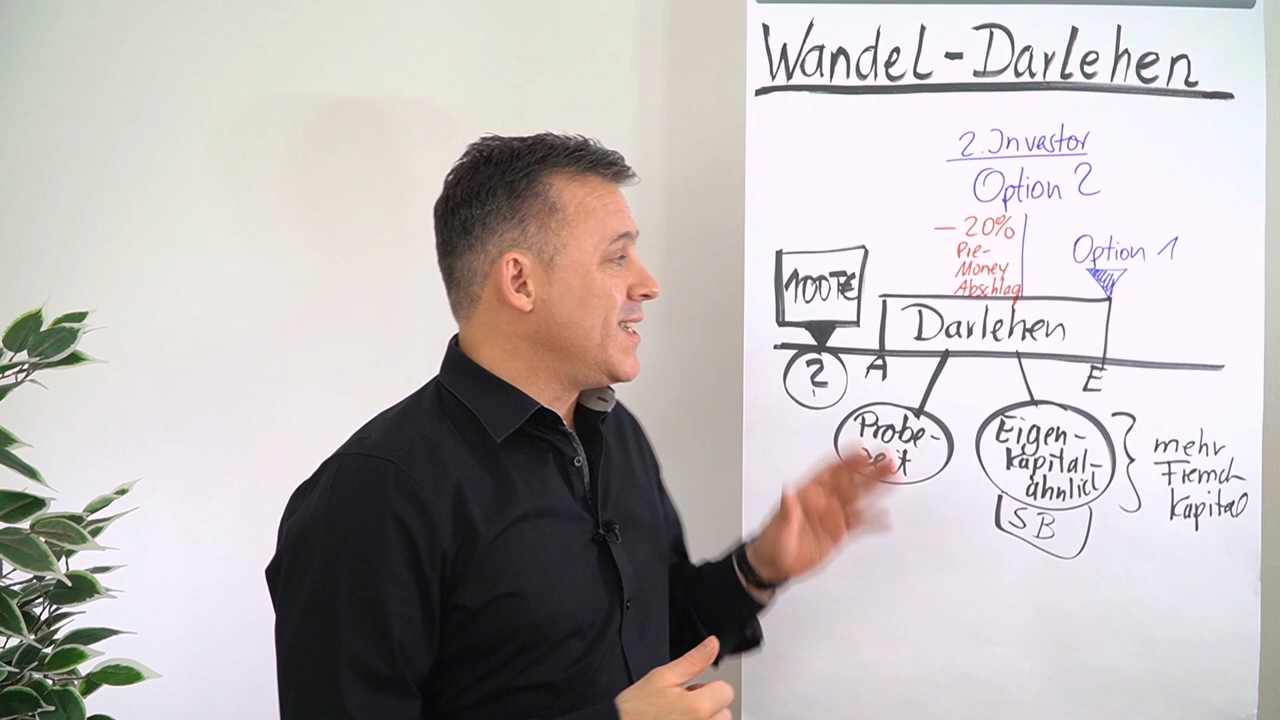 Wandel-Darlehen
2. Investor
Option 2
- 20%
Pre-
Money
Abschlag
Option 1
100T€
Darlehen
?
A
E
Probe-
Eigen-
kapital-
ähnlich
SB
mehr
Fremd
kapital